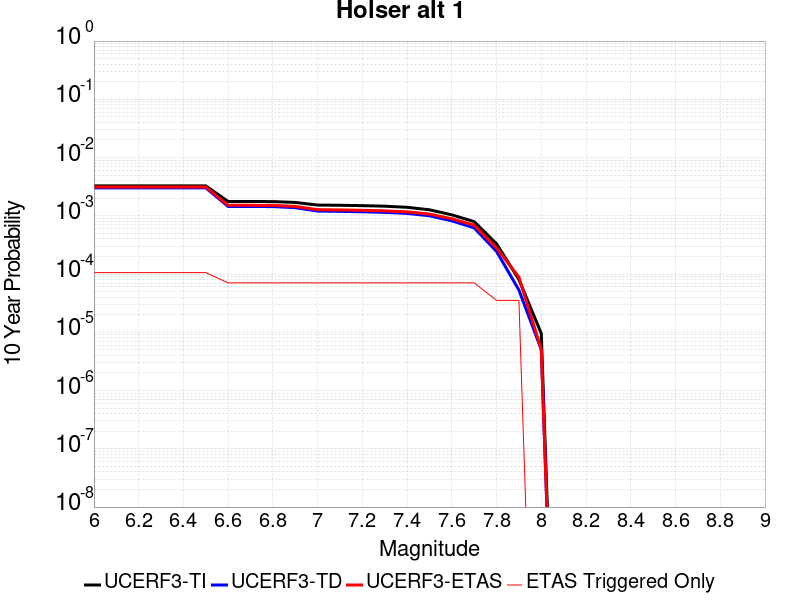 Holser alt 1
10 0
10 -1
10 -2
10 -3
10 -4
10 -5
10 -6
10 -7
10 -8
10 Year Probability
6 6.2 6.4 6.6 6.8 7 7.2 7.4 7.6 7.8 8 8.2 8.4 8.6 8.8 9
Magnitude
UCERF3-TI UCERF3-TD UCERF3-ETAS ETAS Triggered Only